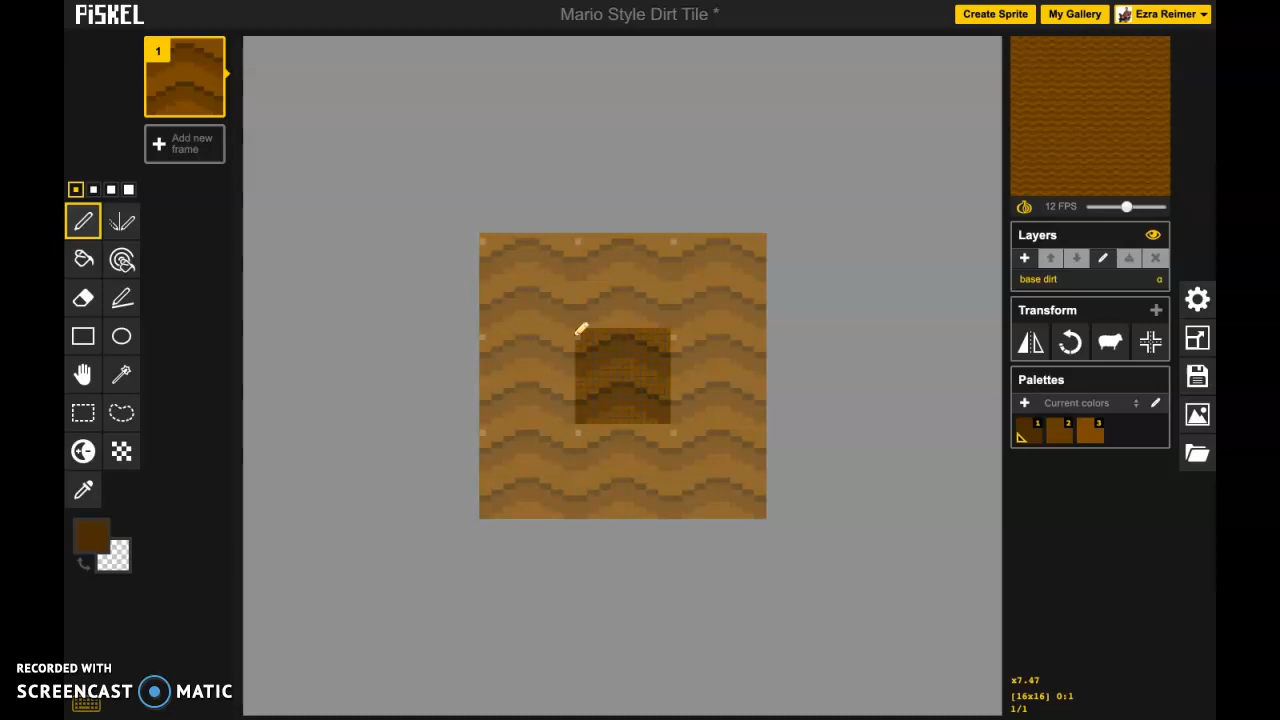 PiSKEL
Mario Style Dirt Tile *
Create Sprite
My Gallery
Ezra Reimer
1
Add new
frame
12 FPS
Layers
base dirt
α
Transform
Palettes
Current colors
1
2
3
x7.47
[16x16] 0:1
1/1
RECORDED WITH
SCREENCAST MATIC